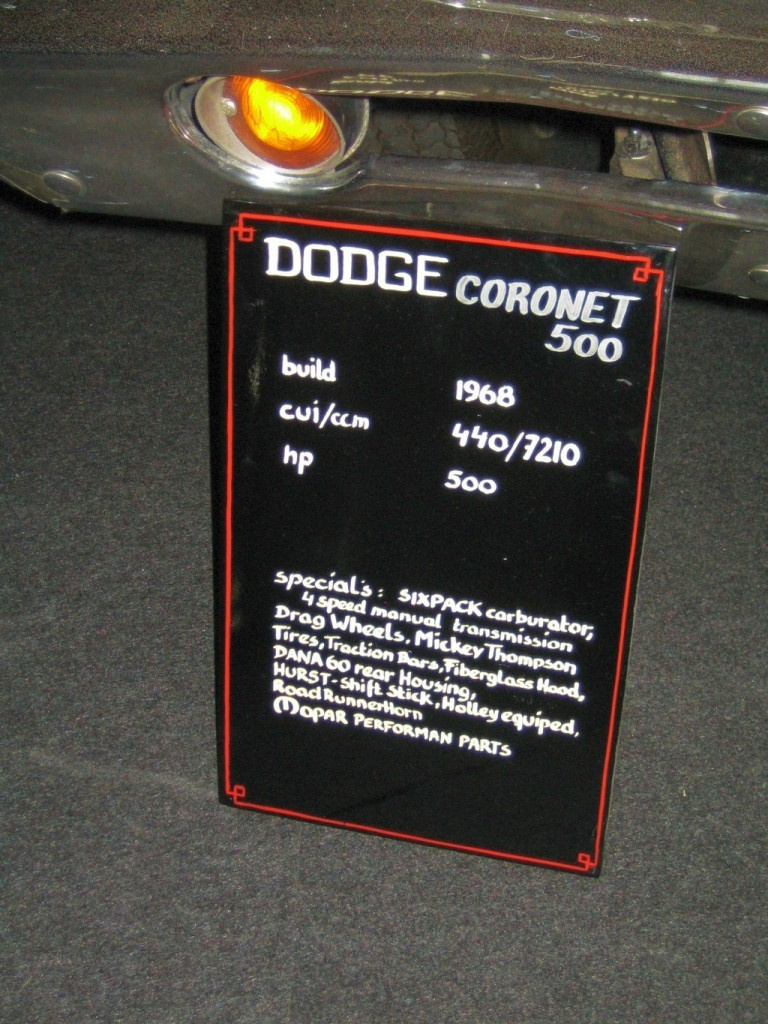 DODGE CORONET
500
build 1968
cui/ccm 440/7210
hp 500
special's: SIXPACK carburator,
4 speed manual transmission
Drag Wheels, Mickey Thompson
Tires, Traction Bars, Fiberglass Hood,
DANA 60 rear Housing,
HURST-Shift Stick, Holley equiped,
Road Runner Horn
MOPAR PERFORMAN PARTS